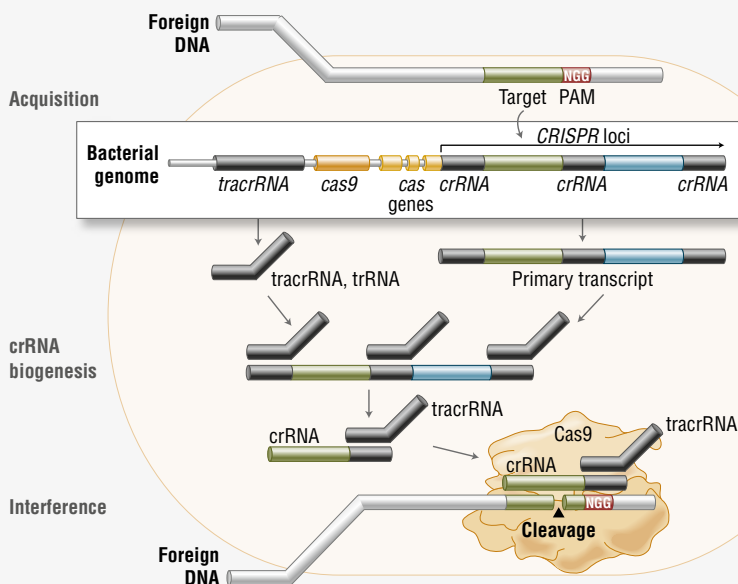 Foreign
DNA
NGG
Acquisition
Target PAM
CRISPR loci
Bacterial
genome
tracrRNA cas9 cas
genes
crRNA crRNA crRNA
tracrRNA, trRNA
Primary transcript
crRNA
biogenesis
tracrRNA
crRNA
Cas9
tracrRNA
crRNA
Interference
NGG
Cleavage
Foreign
DNA